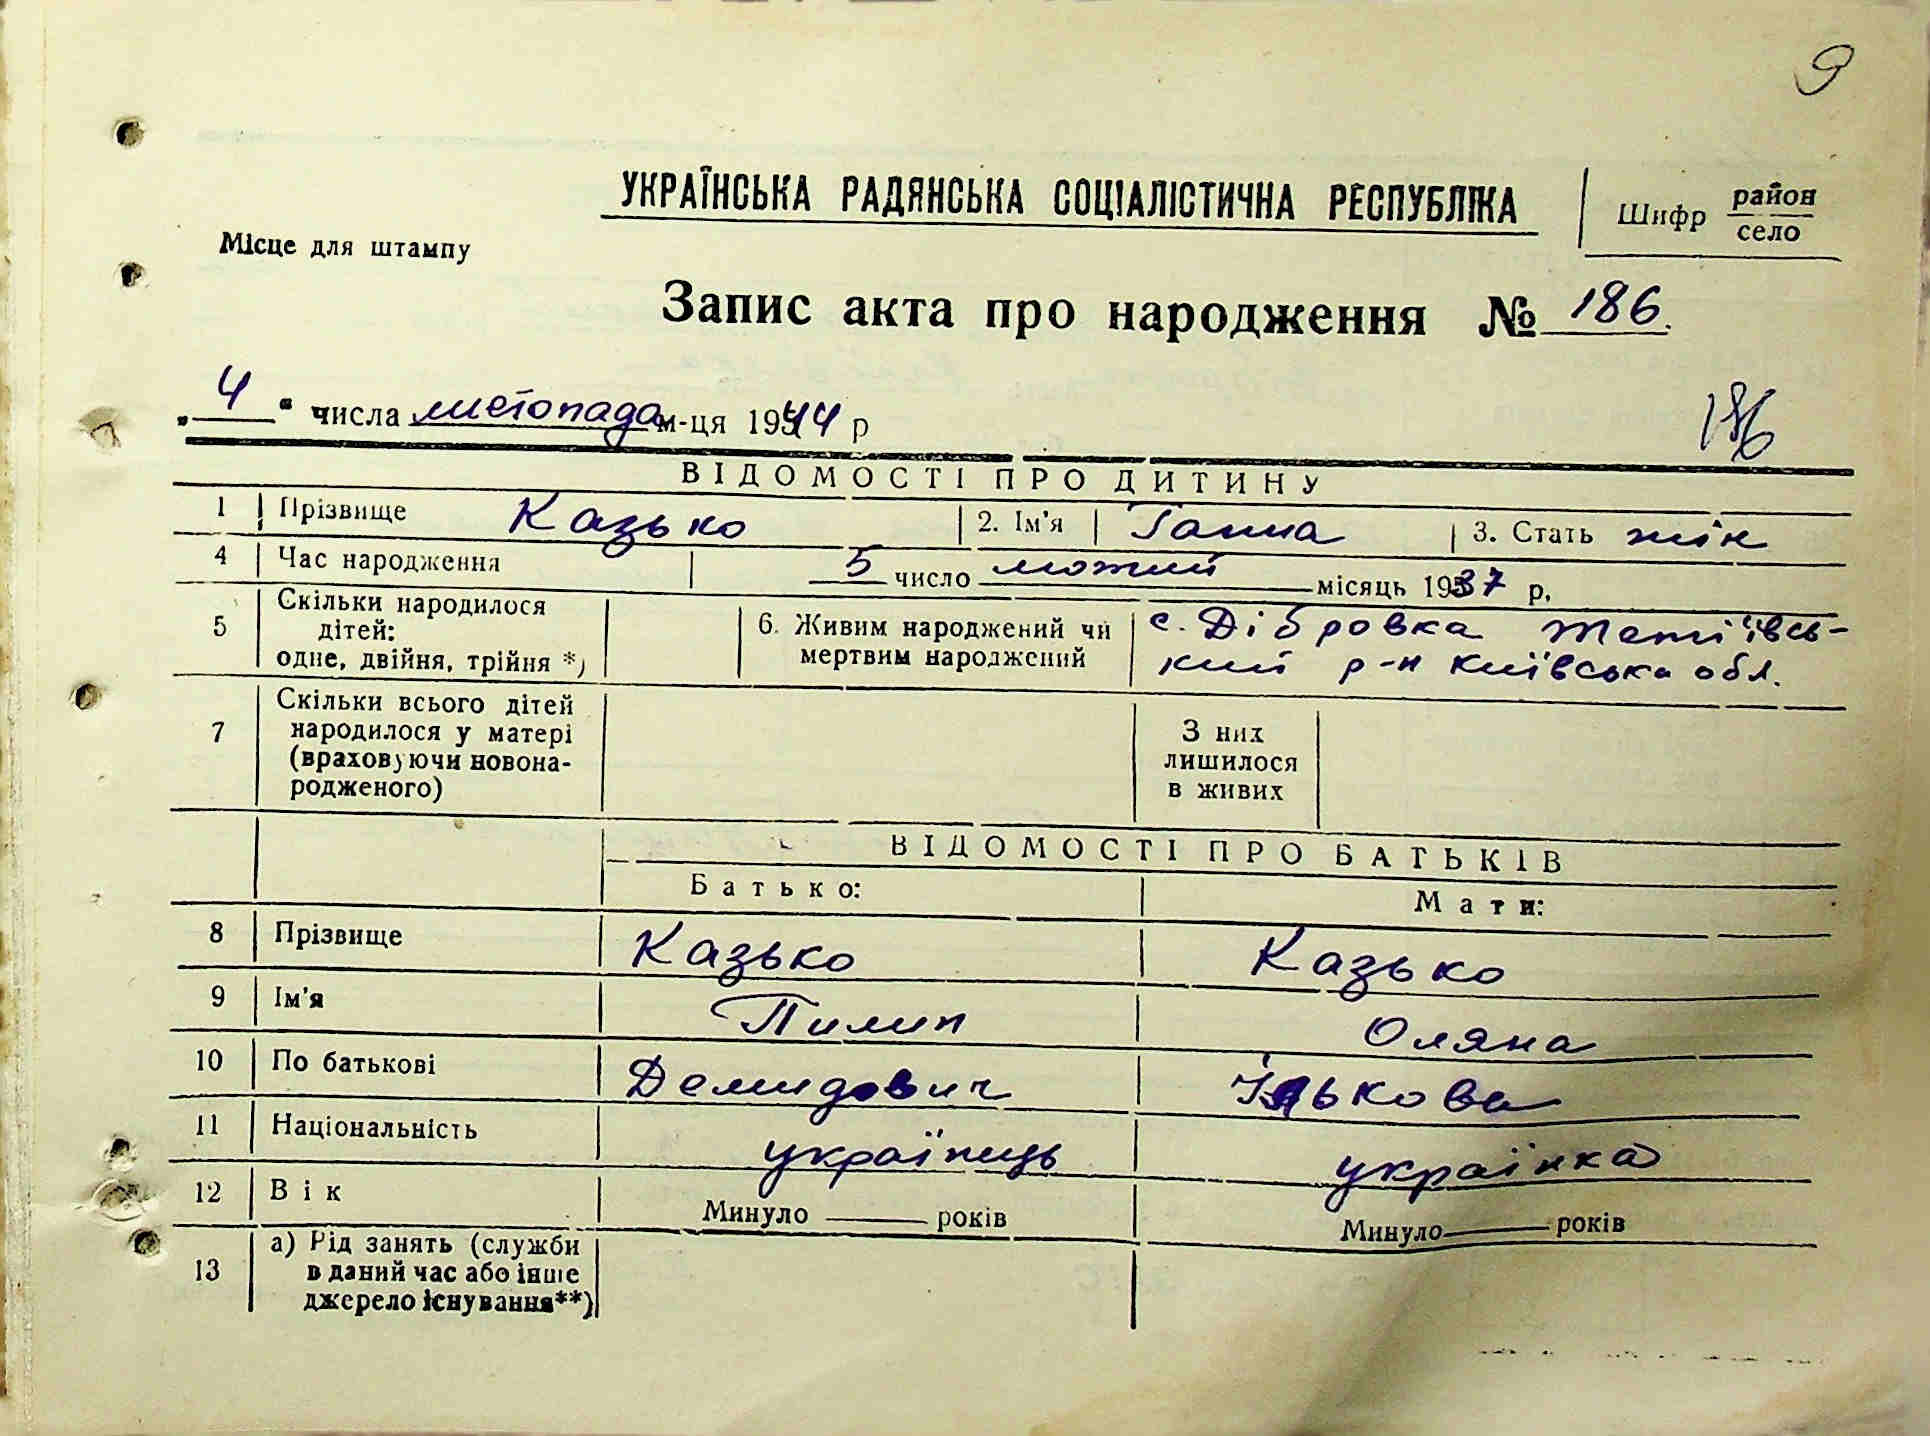 9
УКРАЇНСЬКА РАДЯНСЬКА СОЦІАЛІСТИЧНА РЕСПУБЛІКА
Шифр район село
Місце для штампу
Запис акта про народження № 186.
„4“ числа листопада м-ця 1944 р
186
ВІДОМОСТІ ПРО ДИТИНУ
1 Прізвище Казько 2. Ім'я Ганна 3. Стать жін
4 Час народження 5 число лютий місяць 1937 р.
5 Скільки народилося дітей: одне, двійня, трійня *)
6. Живим народжений чи мертвим народжений
с. Дібровка Тетіївсь-
кий р-н Київська обл.
7 Скільки всього дітей народилося у матері (враховуючи новона-родженого)
З них лишилося в живих
ВІДОМОСТІ ПРО БАТЬКІВ
Батько: Мати:
8 Прізвище Казько Казько
9 Ім'я Пилип Оляна
10 По батькові Демидович Ількова
11 Національність українець українка
12 Вік Минуло років Минуло років
13 а) Рід занять (служби в даний час або інше джерело існування**)